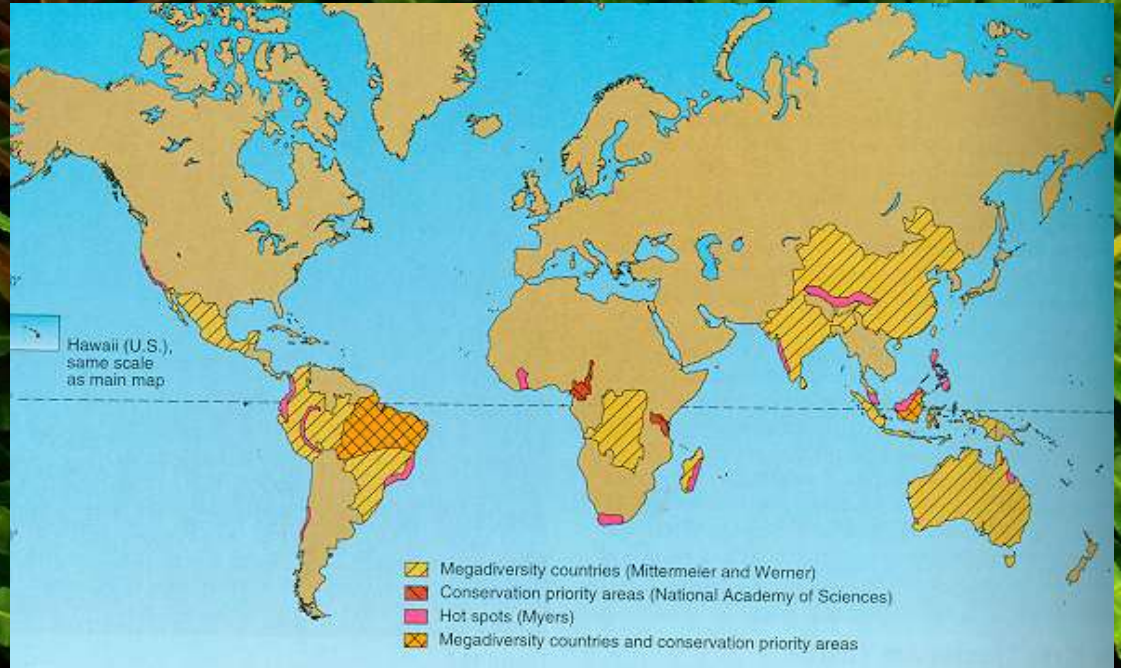 Hawaii (U.S.),
same scale
as main map
Megadiversity countries (Mittermeier and Werner)
Conservation priority areas (National Academy of Sciences)
Hot spots (Myers)
Megadiversity countries and conservation priority areas